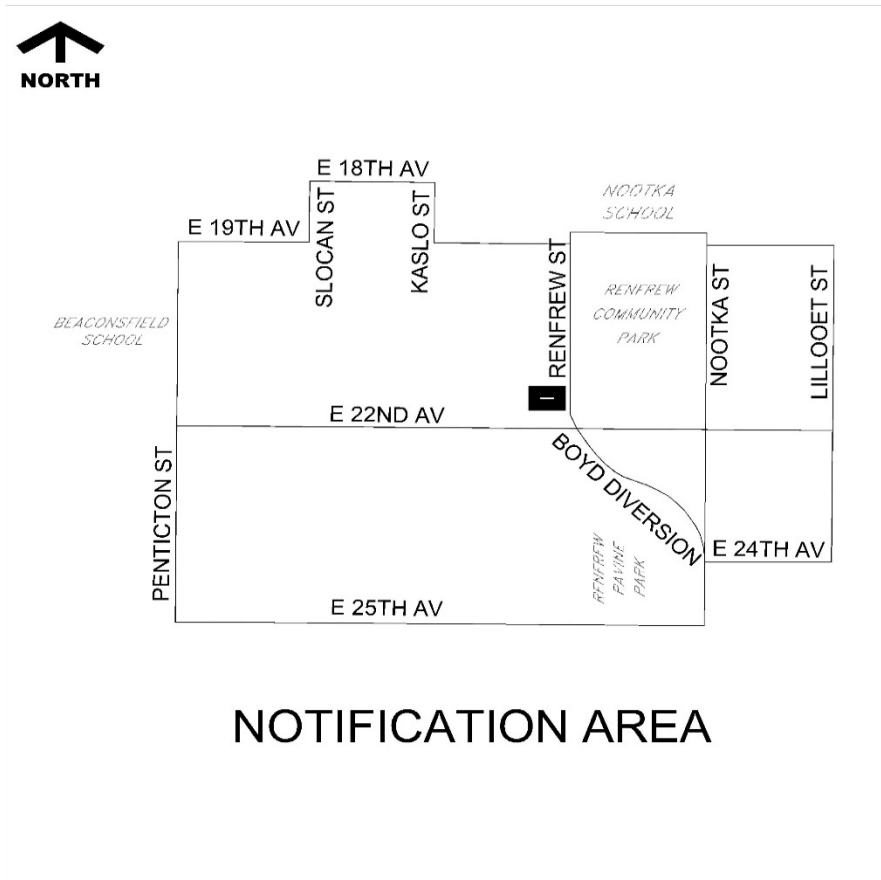 NORTH
E 18TH AV
E 19TH AV
SLOCAN ST
KASLO ST
NOOTKA
SCHOOL
RENFREW ST
RENFREW
COMMUNITY
PARK
NOOTKA ST
LILLOOET ST
BEACONSFIELD
SCHOOL
E 22ND AV
BOYD DIVERSION
PENTICTON ST
E 24TH AV
RENFREW
RAVINE
PARK
E 25TH AV
NOTIFICATION AREA